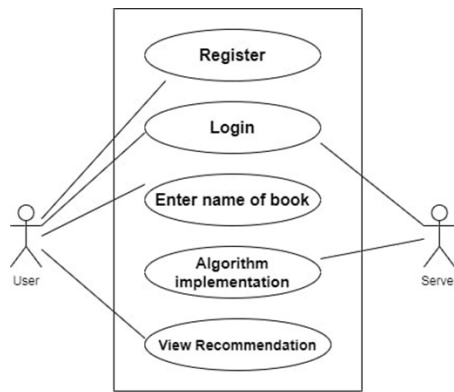 Register
Login
Enter name of book
Algorithm
implementation
View Recommendation
User
Serve